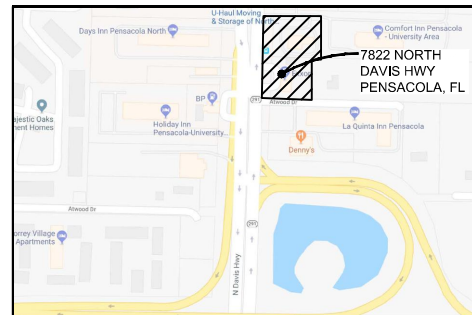 U-Haul Moving
& Storage of North...
Days Inn Pensacola North
Comfort Inn Pensacola
- University Area
7822 NORTH
DAVIS HWY
PENSACOLA, FL
BP
291
Atwood Dr
ajestic Oaks
ment Homes
Holiday Inn
Pensacola-University...
La Quinta Inn Pensacola
Denny's
Atwood Dr
291
orrey Village
Apartments
N Davis Hwy